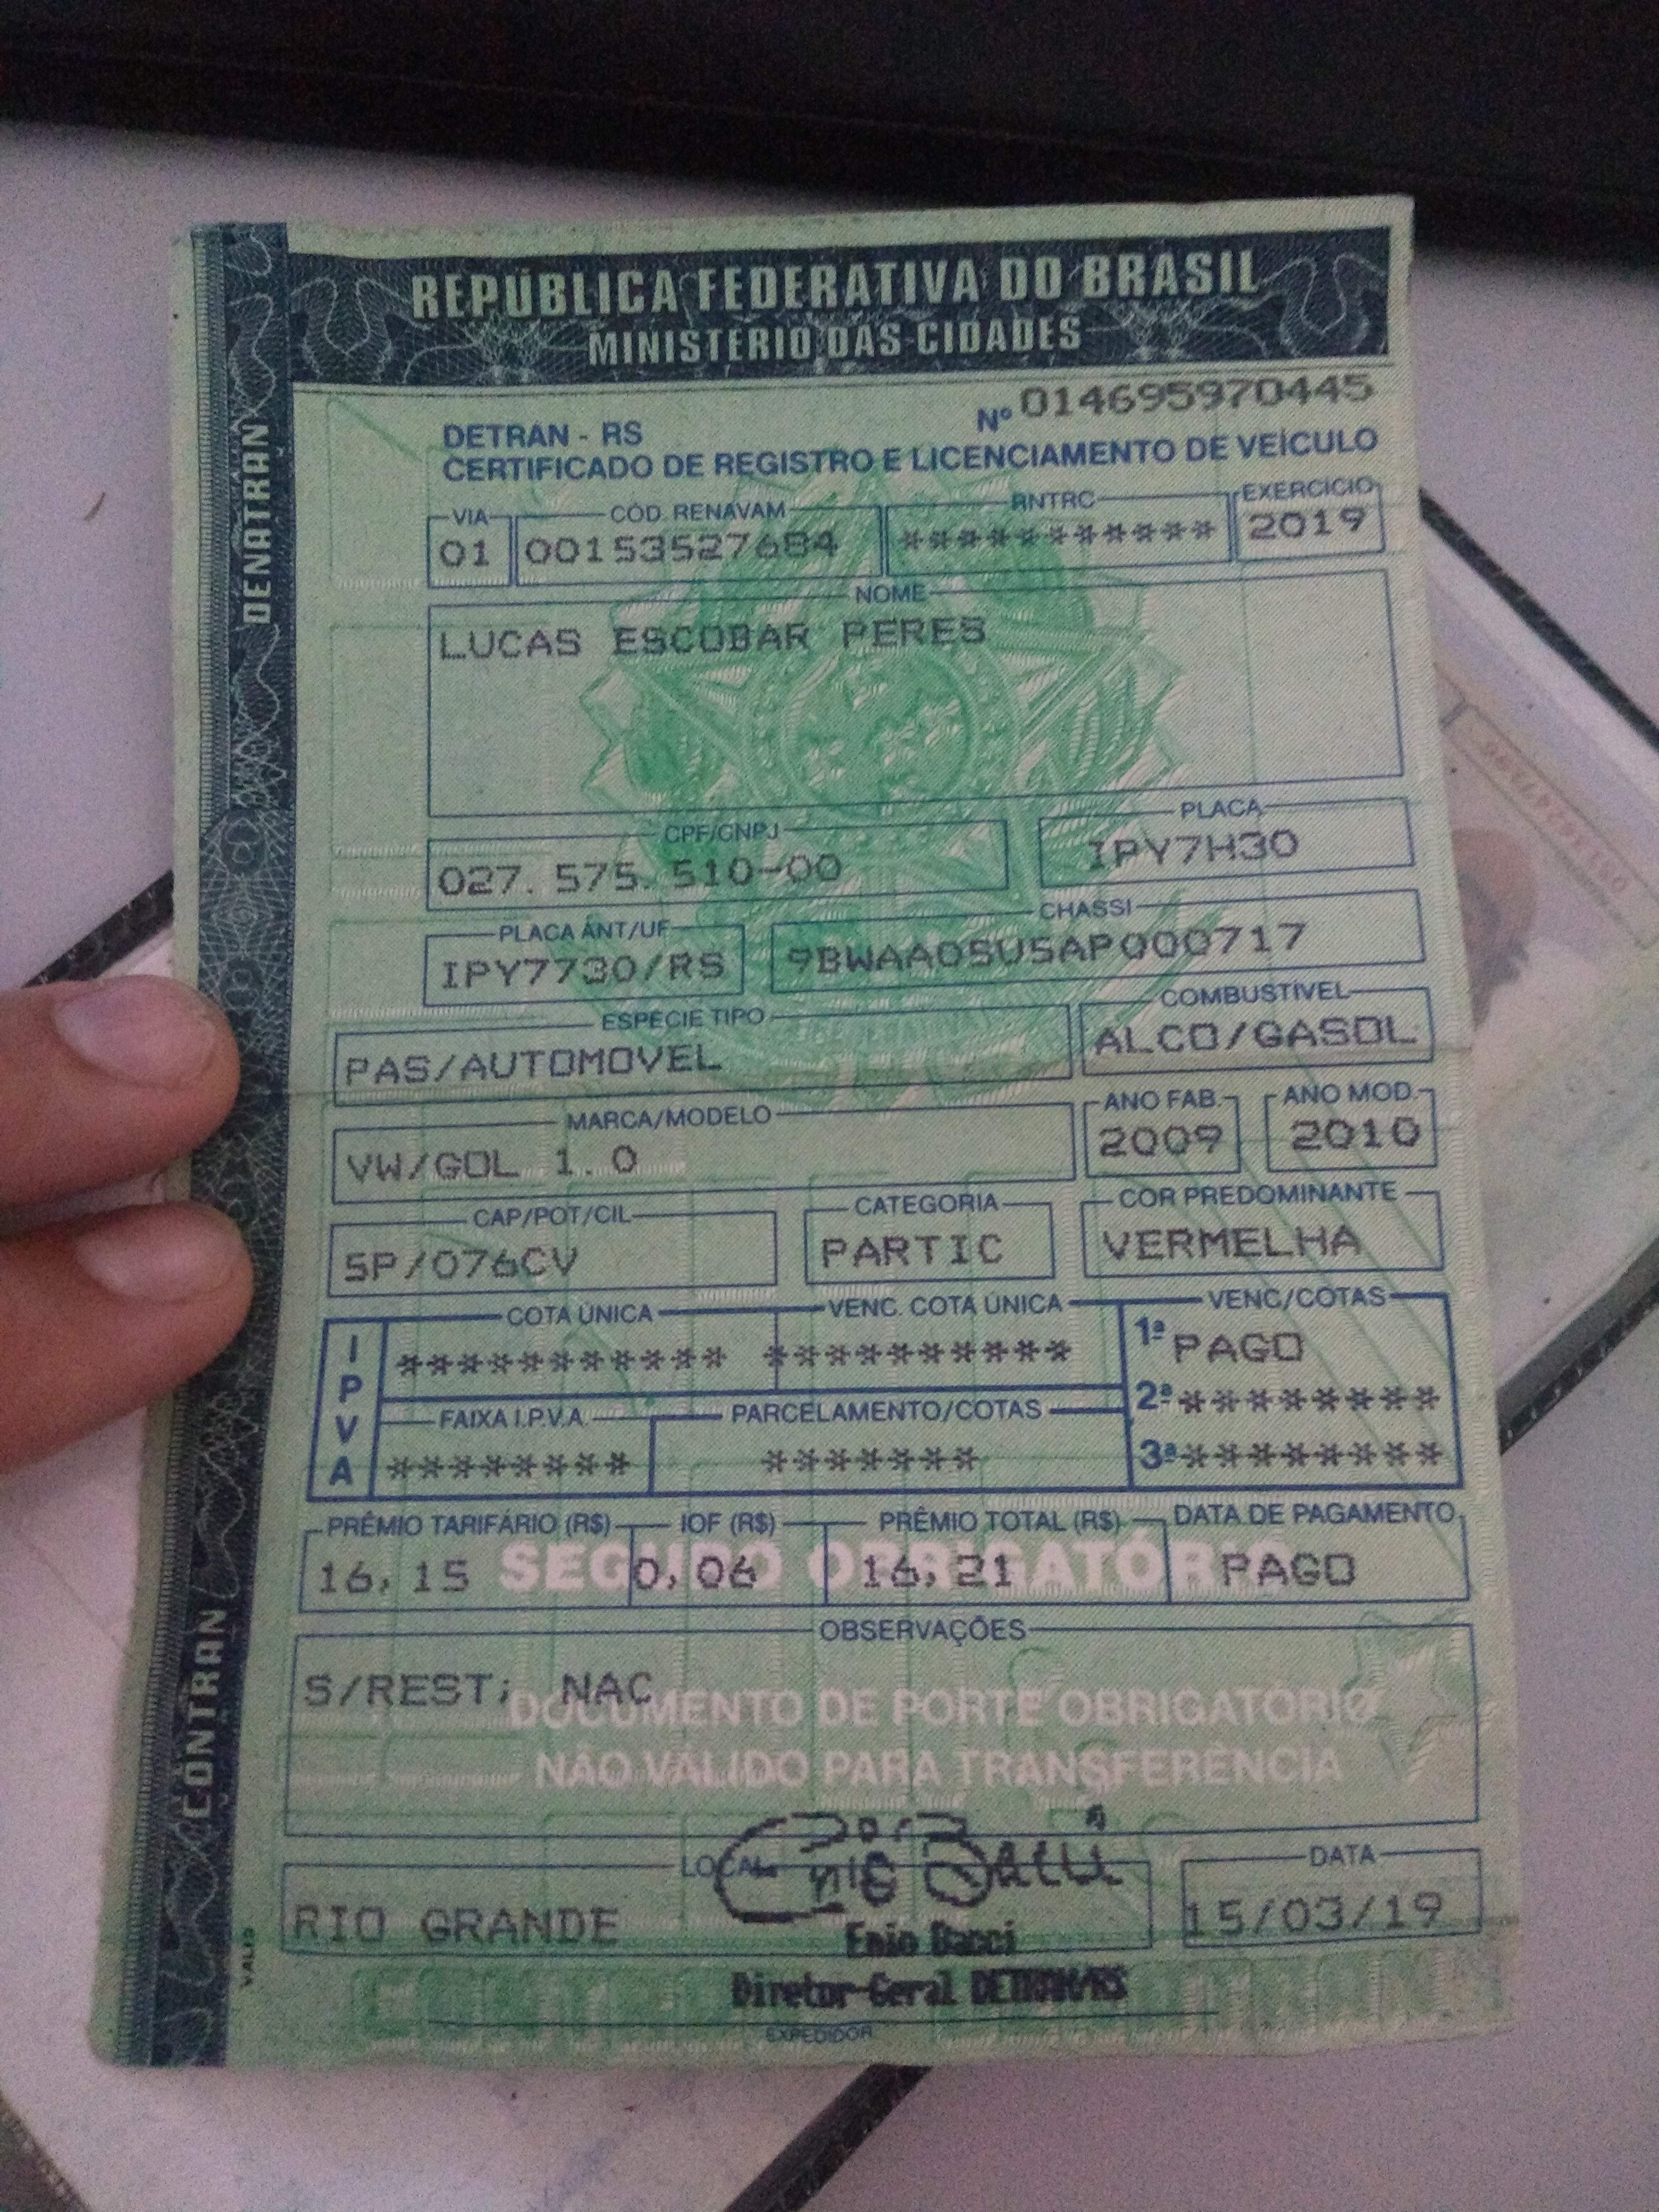 REPÚBLICA FEDERATIVA DO BRASIL
MINISTÉRIO DAS CIDADES
DENATRAN
CONTRAN
DETRAN - RS
Nº 014695970445
CERTIFICADO DE REGISTRO E LICENCIAMENTO DE VEÍCULO
VIA
CÓD. RENAVAM
RNTRC
EXERCÍCIO
01
00153527684
***********
2019
NOME
LUCAS ESCOBAR PERES
CPF/CNPJ
PLACA
027. 575. 510-00
IPY7H30
PLACA ANT/UF
CHASSI
IPY7730/RS
9BWAA05U5AP000717
ESPÉCIE TIPO
COMBUSTÍVEL
PAS/AUTOMOVEL
ALCO/GASOL
MARCA/MODELO
ANO FAB.
ANO MOD.
VW/GOL 1. 0
2009
2010
CAP/POT/CIL
CATEGORIA
COR PREDOMINANTE
5P/076CV
PARTIC
VERMELHA
IPVA
COTA ÚNICA
VENC. COTA ÚNICA
VENC/COTAS
*********** **********
1ª PAGO
2ª *********
FAIXA I.P.V.A.
PARCELAMENTO/COTAS
******** *******
3ª *********
PRÊMIO TARIFÁRIO (R$)
IOF (R$)
PRÊMIO TOTAL (R$)
DATA DE PAGAMENTO
SEGURO OBRIGATÓRIO
16, 15
0, 06
16, 21
PAGO
OBSERVAÇÕES
S/REST; NAC
DOCUMENTO DE PORTE OBRIGATÓRIO
NÃO VÁLIDO PARA TRANSFERÊNCIA
LOCAL
DATA
RIO GRANDE
15/03/19
Enio Bacci
Diretor-Geral DETRAN/RS
EXPEDIDOR